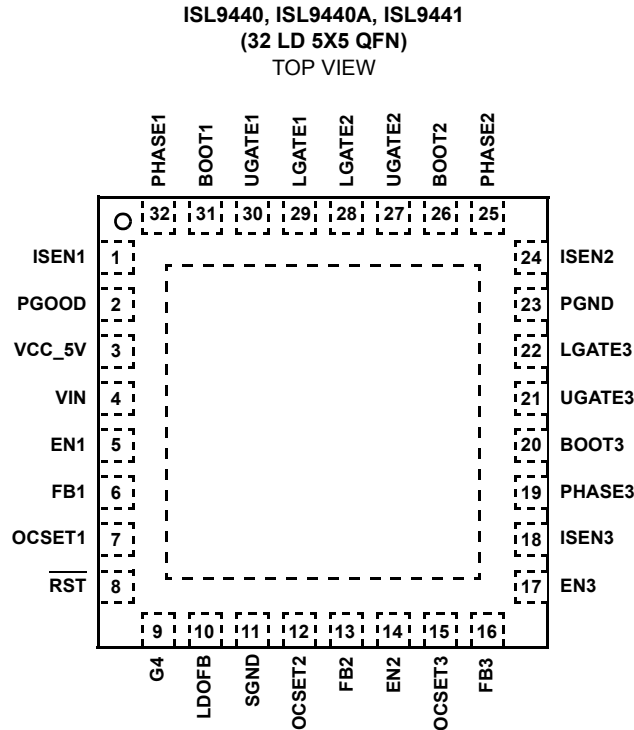 ISL9440, ISL9440A, ISL9441
(32 LD 5X5 QFN)
TOP VIEW
PHASE1 BOOT1 UGATE1 LGATE1 LGATE2 UGATE2 BOOT2 PHASE2
32 31 30 29 28 27 26 25
ISEN1 1 24 ISEN2
PGOOD 2 23 PGND
VCC_5V 3 22 LGATE3
VIN 4 21 UGATE3
EN1 5 20 BOOT3
FB1 6 19 PHASE3
OCSET1 7 18 ISEN3
RST 8 17 EN3
9 10 11 12 13 14 15 16
G4 LDOFB SGND OCSET2 FB2 EN2 OCSET3 FB3